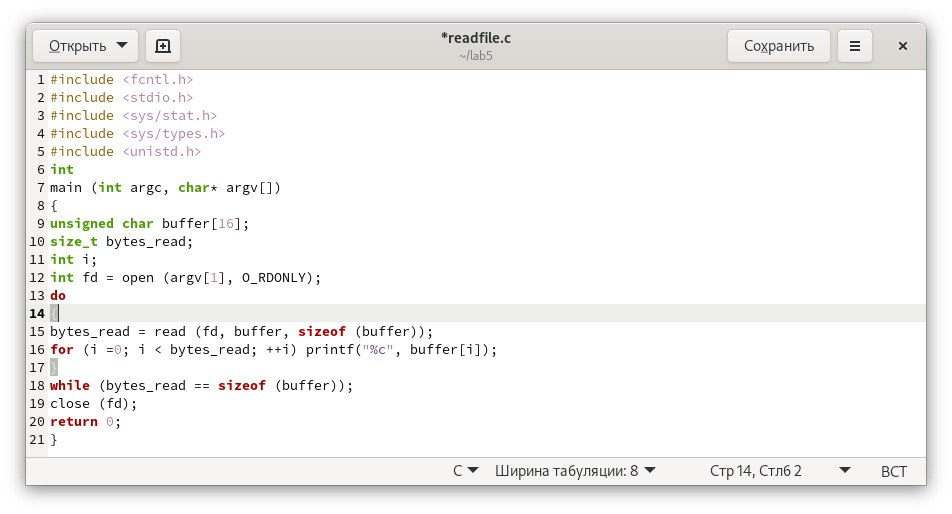 Открыть
*readfile.c
~/lab5
Сохранить
1 #include <fcntl.h>
2 #include <stdio.h>
3 #include <sys/stat.h>
4 #include <sys/types.h>
5 #include <unistd.h>
6 int
7 main (int argc, char* argv[])
8 {
9 unsigned char buffer[16];
10 size_t bytes_read;
11 int i;
12 int fd = open (argv[1], O_RDONLY);
13 do
14 {
15 bytes_read = read (fd, buffer, sizeof (buffer));
16 for (i =0; i < bytes_read; ++i) printf("%c", buffer[i]);
17 }
18 while (bytes_read == sizeof (buffer));
19 close (fd);
20 return 0;
21 }
C Ширина табуляции: 8 Стр 14, Стлб 2 ВСТ